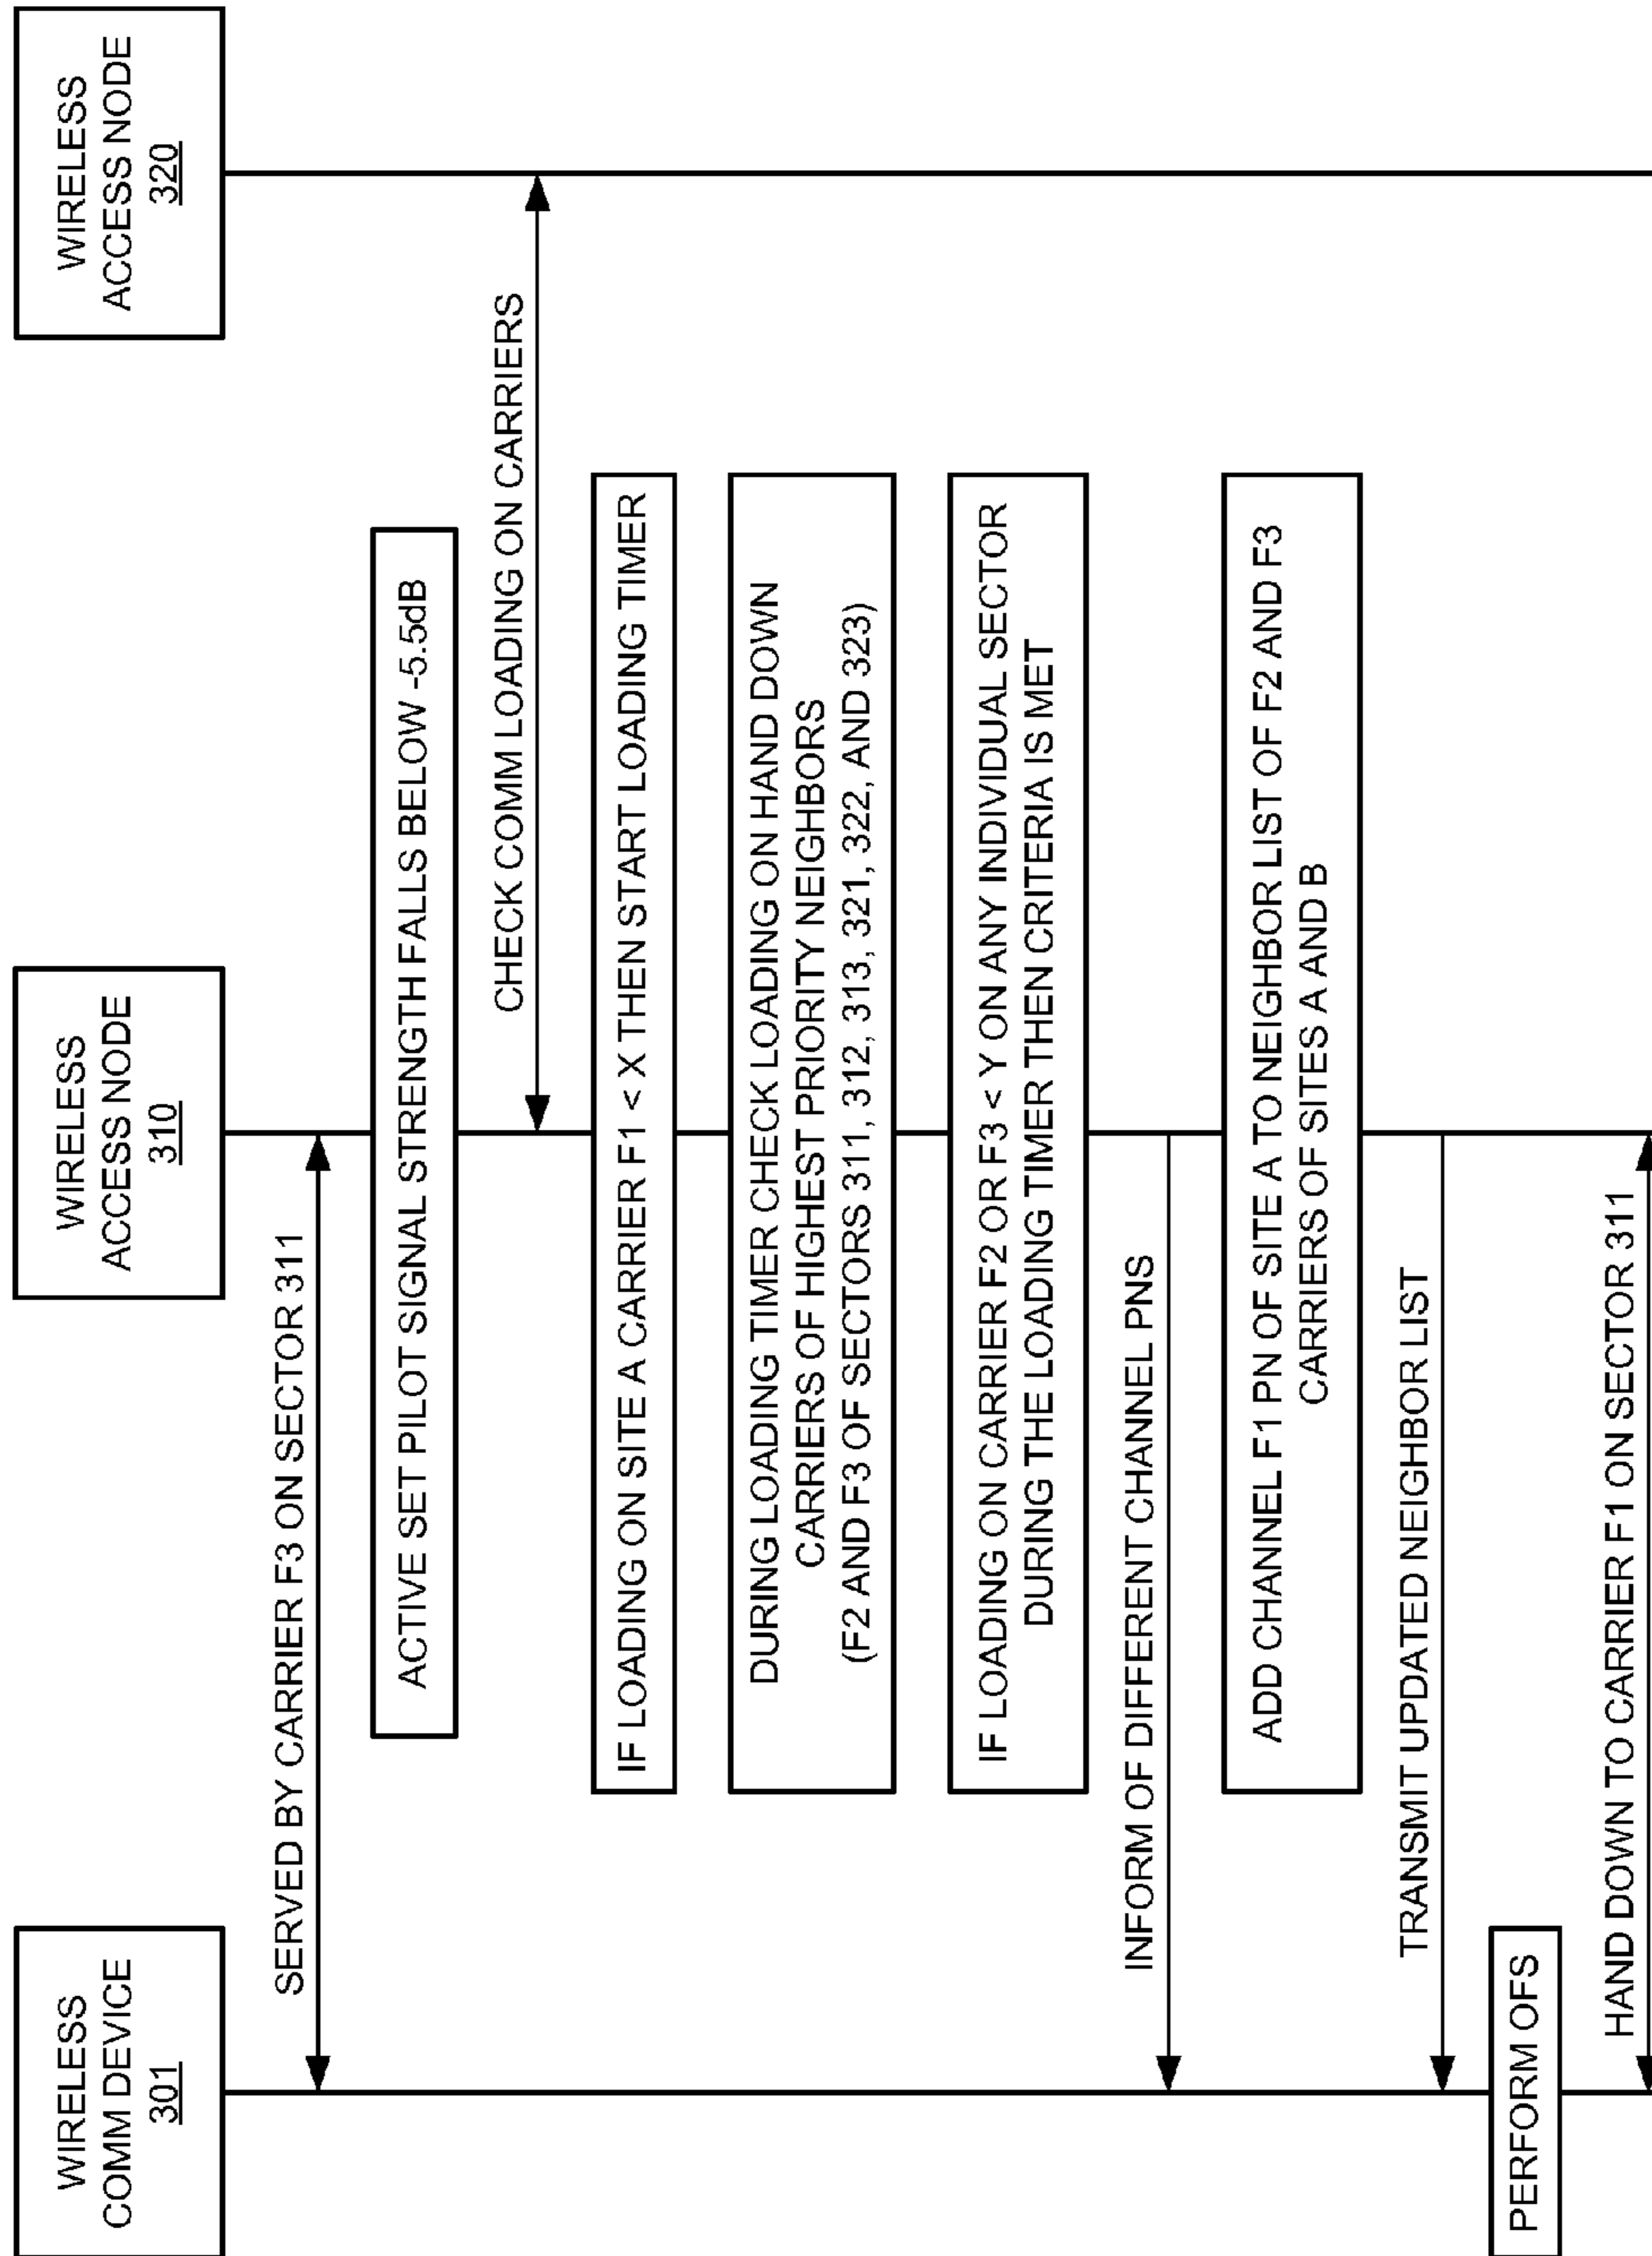 WIRELESS
COMM DEVICE
301
WIRELESS
ACCESS NODE
310
WIRELESS
ACCESS NODE
320
SERVED BY CARRIER F3 ON SECTOR 311
ACTIVE SET PILOT SIGNAL STRENGTH FALLS BELOW -5.5dB
CHECK COMM LOADING ON CARRIERS
IF LOADING ON SITE A CARRIER F1 < X THEN START LOADING TIMER
DURING LOADING TIMER CHECK LOADING ON HAND DOWN
CARRIERS OF HIGHEST PRIORITY NEIGHBORS
(F2 AND F3 OF SECTORS 311, 312, 313, 321, 322, AND 323)
IF LOADING ON CARRIER F2 OR F3 < Y ON ANY INDIVIDUAL SECTOR
DURING THE LOADING TIMER THEN CRITERIA IS MET
INFORM OF DIFFERENT CHANNEL PNS
ADD CHANNEL F1 PN OF SITE A TO NEIGHBOR LIST OF F2 AND F3
CARRIERS OF SITES A AND B
TRANSMIT UPDATED NEIGHBOR LIST
PERFORM OFS
HAND DOWN TO CARRIER F1 ON SECTOR 311